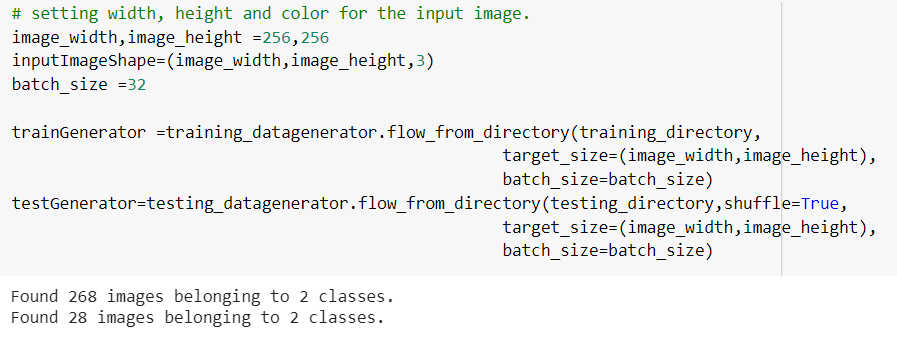 # setting width, height and color for the input image.
image_width,image_height =256,256
inputImageShape=(image_width,image_height,3)
batch_size =32
trainGenerator =training_datagenerator.flow_from_directory(training_directory,
target_size=(image_width,image_height),
batch_size=batch_size)
testGenerator=testing_datagenerator.flow_from_directory(testing_directory,shuffle=True,
target_size=(image_width,image_height),
batch_size=batch_size)
Found 268 images belonging to 2 classes.
Found 28 images belonging to 2 classes.